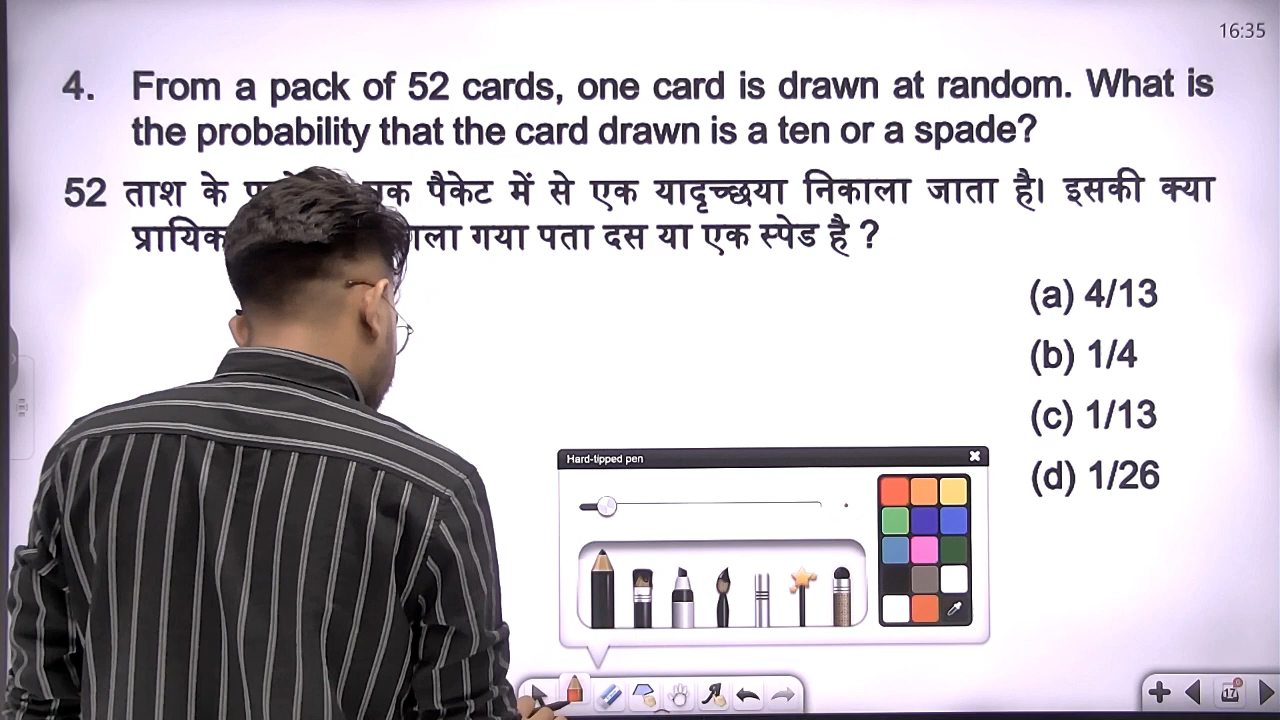 16:35
4. From a pack of 52 cards, one card is drawn at random. What is
the probability that the card drawn is a ten or a spade?
52 ताश के पैकेट में से एक यादृच्छया निकाला जाता है। इसकी क्या
गया पता दस या एक स्पेड है ?
(a) 4/13
(b) 1/4
(c) 1/13
(d) 1/26
Hard-tipped pen
17